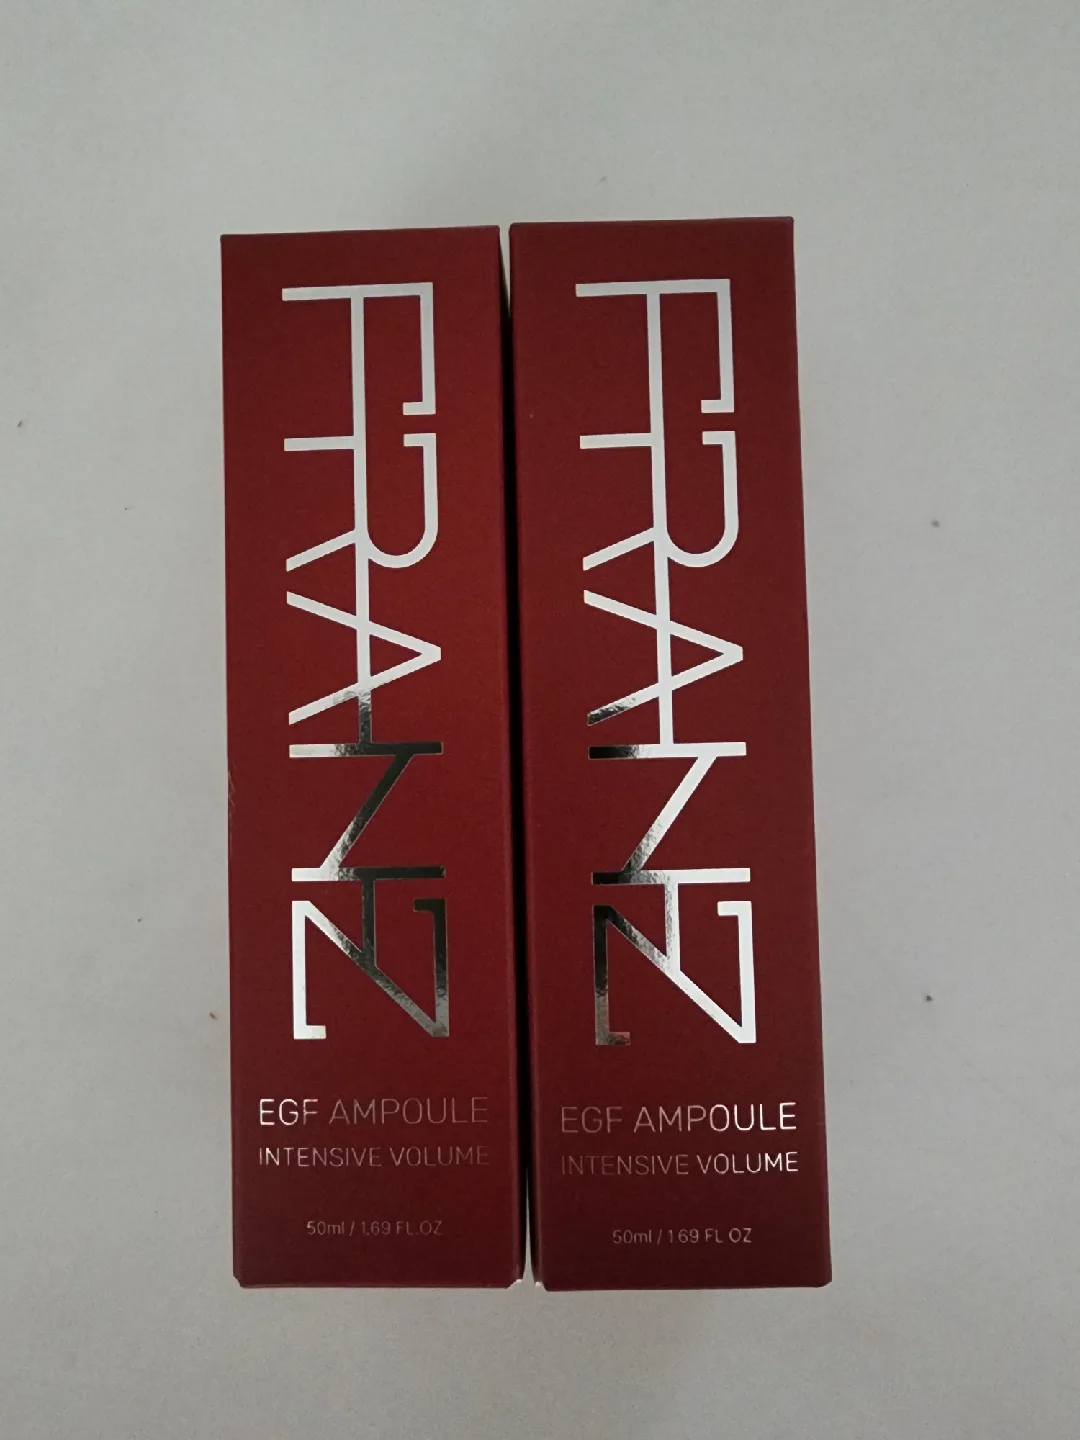 FRANZ
EGF AMPOULE
INTENSIVE VOLUME
50ml / 1.69 FL.OZ
FRANZ
EGF AMPOULE
INTENSIVE VOLUME
50ml / 1.69 FL.OZ